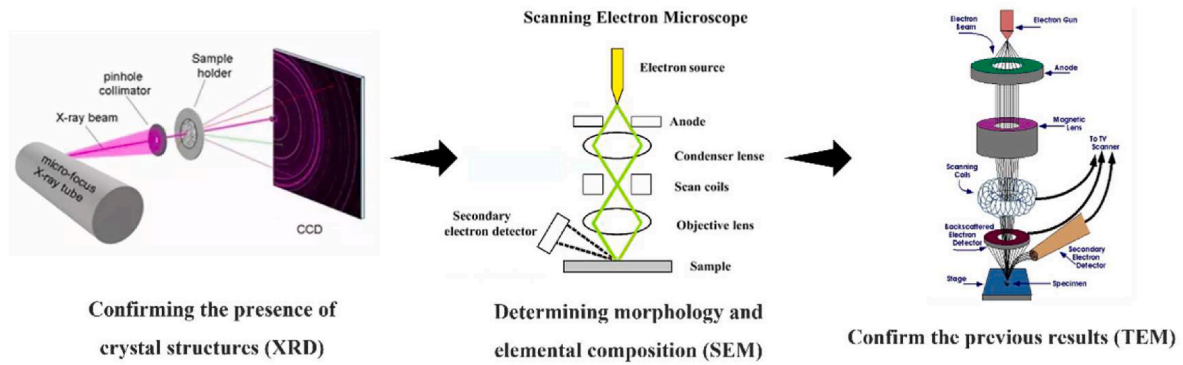 Sample
holder
pinhole
collimator
X-ray beam
micro-focus
X-ray tube
CCD
Confirming the presence of
crystal structures (XRD)
Scanning Electron Microscope
Electron source
Anode
Condenser lense
Scan coils
Secondary
electron detector
Objective lens
Sample
Determining morphology and
elemental composition (SEM)
Electron
Beam
Electron Gun
Anode
Magnetic
Lens
To TV
Scanner
Scanning
Coils
Backscattered
Electron
Detector
Secondary
Electron
Detector
Stage
Specimen
Confirm the previous results (TEM)